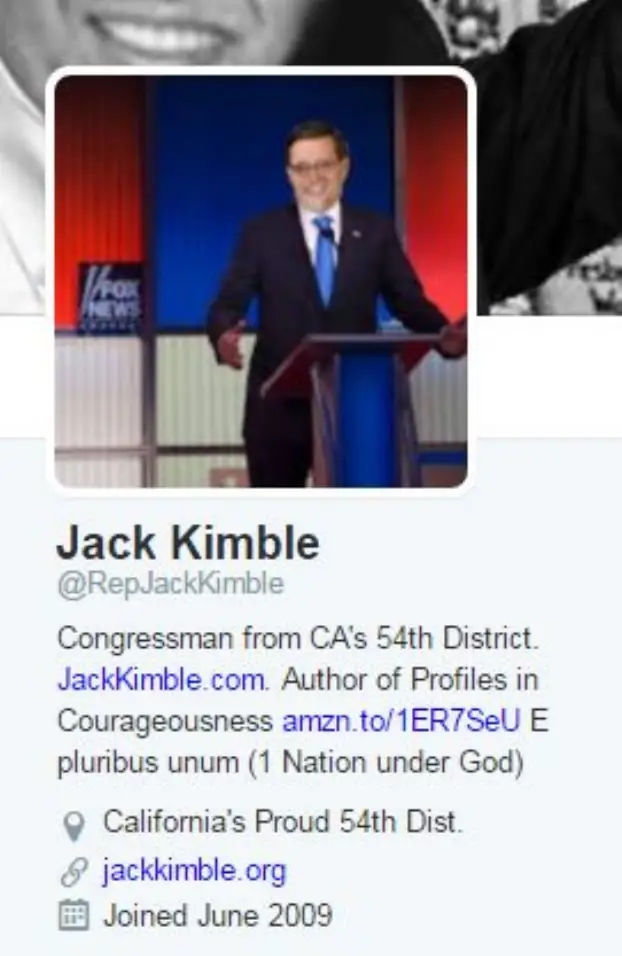 FOX
NEWS
Jack Kimble
@RepJackKimble
Congressman from CA's 54th District.
JackKimble.com. Author of Profiles in
Courageousness amzn.to/1ER7SeU E
pluribus unum (1 Nation under God)
California's Proud 54th Dist.
jackkimble.org
Joined June 2009